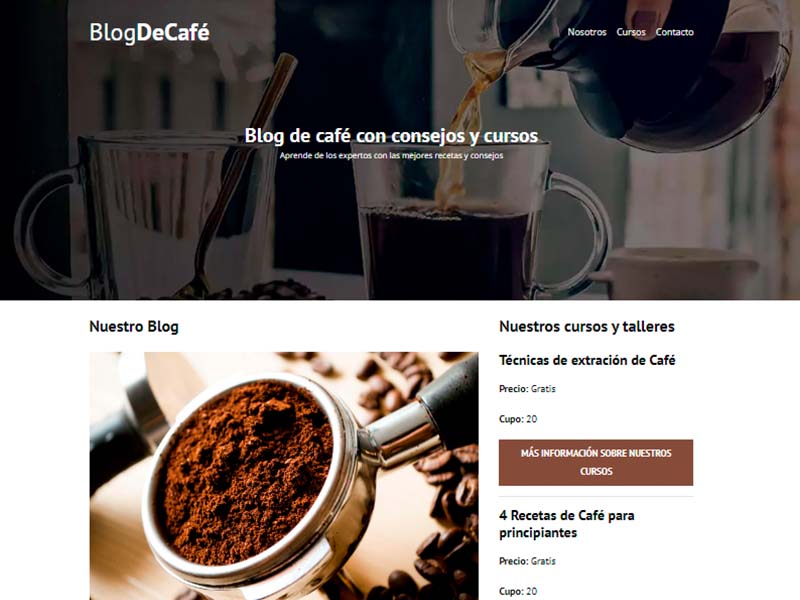 BlogDeCafé
Nosotros Cursos Contacto
Blog de café con consejos y cursos
Aprende de los expertos con las mejores recetas y consejos
Nuestro Blog
Nuestros cursos y talleres
Técnicas de extración de Café
Precio: Gratis
Cupo: 20
MÁS INFORMACIÓN SOBRE NUESTROS
CURSOS
4 Recetas de Café para
principiantes
Precio: Gratis
Cupo: 20